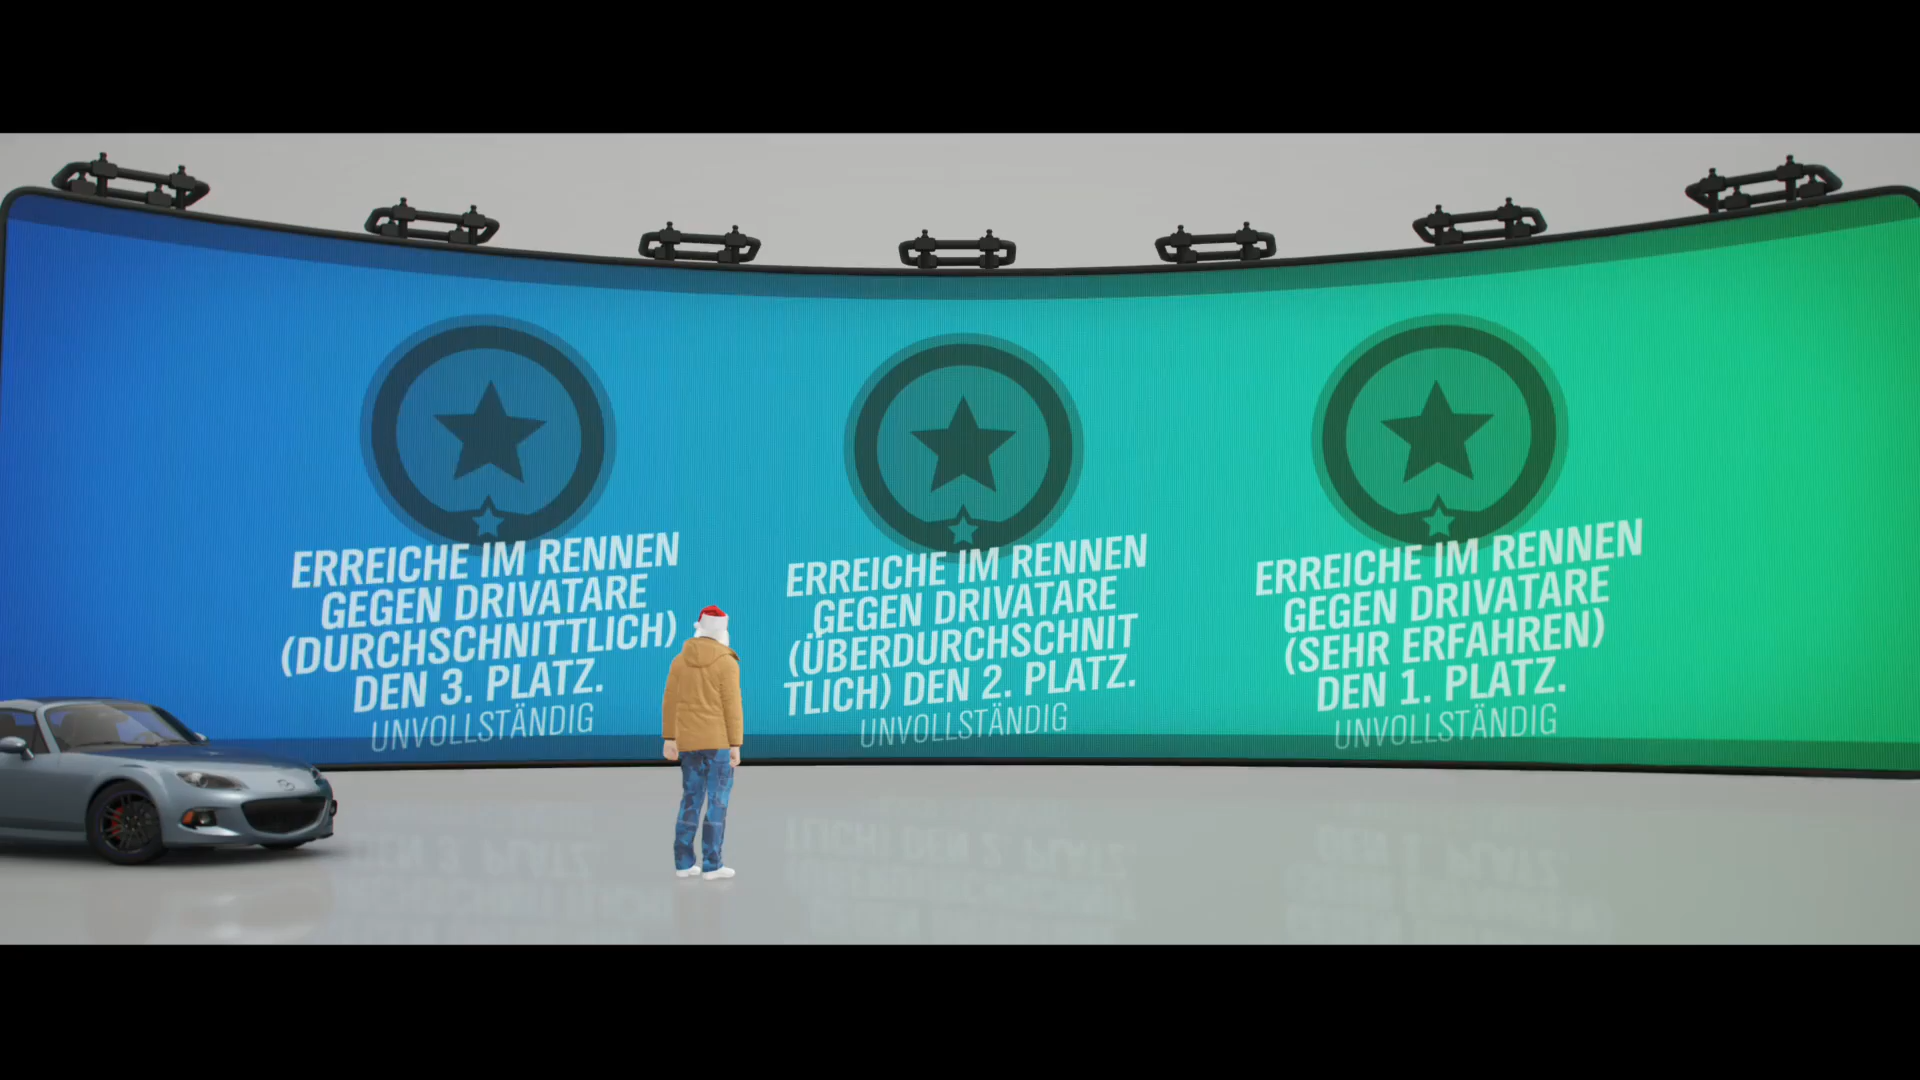 ERREICHE IM RENNEN
GEGEN DRIVATARE
(DURCHSCHNITTLICH)
DEN 3. PLATZ.
UNVOLLSTÄNDIG
ERREICHE IM RENNEN
GEGEN DRIVATARE
(ÜBERDURCHSCHNIT
TLICH) DEN 2. PLATZ.
UNVOLLSTÄNDIG
ERREICHE IM RENNEN
GEGEN DRIVATARE
(SEHR ERFAHREN)
DEN 1. PLATZ.
UNVOLLSTÄNDIG